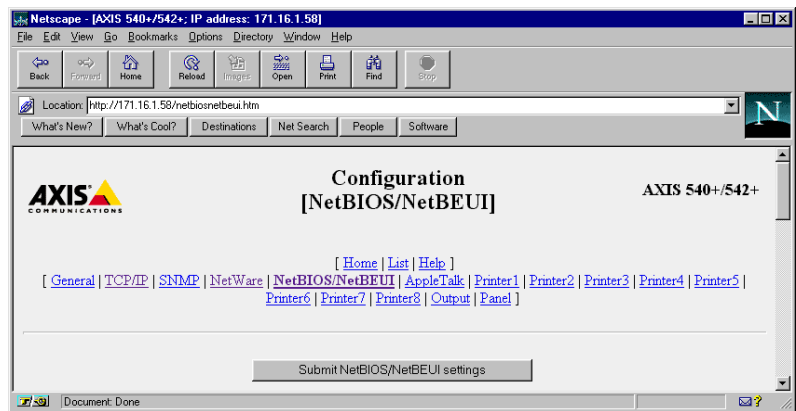 Netscape - [AXIS 540+/542+; IP address: 171.16.1.58]
File Edit View Go Bookmarks Options Directory Window Help
Back Forward Home Reload Images Open Print Find Stop
Location: http://171.16.1.58/netbiosnetbeui.htm
What's New? What's Cool? Destinations Net Search People Software
N
AXIS COMMUNICATIONS
Configuration
[NetBIOS/NetBEUI]
AXIS 540+/542+
[ Home | List | Help ]
[ General | TCP/IP | SNMP | NetWare | NetBIOS/NetBEUI | AppleTalk | Printer1 | Printer2 | Printer3 | Printer4 | Printer5 |
Printer6 | Printer7 | Printer8 | Output | Panel ]
Submit NetBIOS/NetBEUI settings
Document: Done